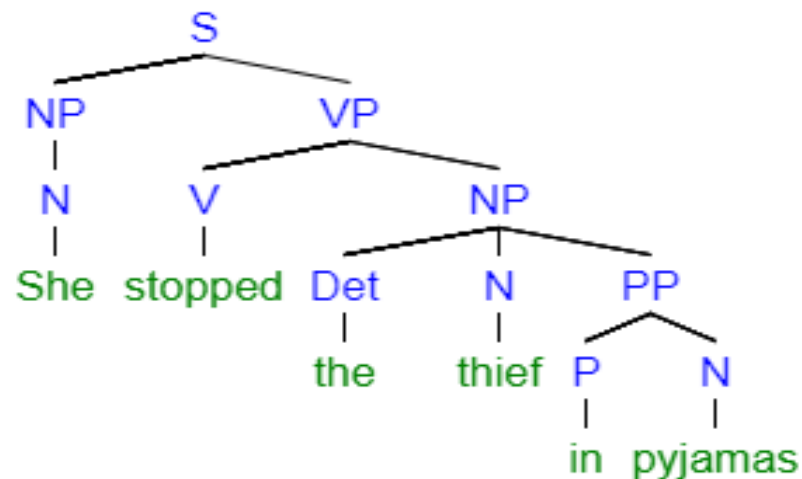 S
NP VP
N V NP
She stopped Det N PP
the thief P N
in pyjamas